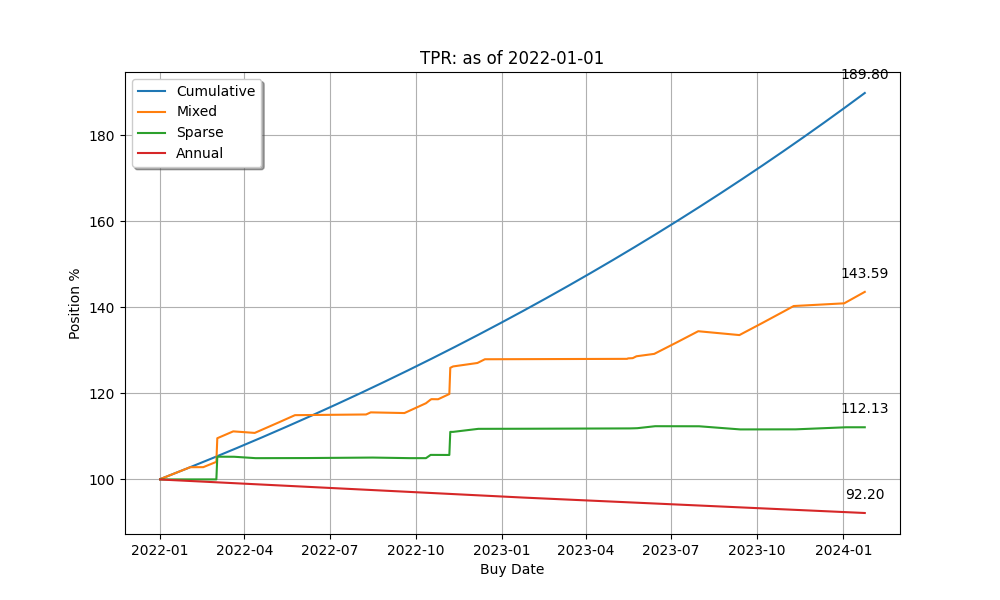 TPR: as of 2022-01-01
Cumulative
Mixed
Sparse
Annual
189.80
143.59
112.13
92.20
Position %
180
160
140
120
100
2022-01 2022-04 2022-07 2022-10 2023-01 2023-04 2023-07 2023-10 2024-01
Buy Date